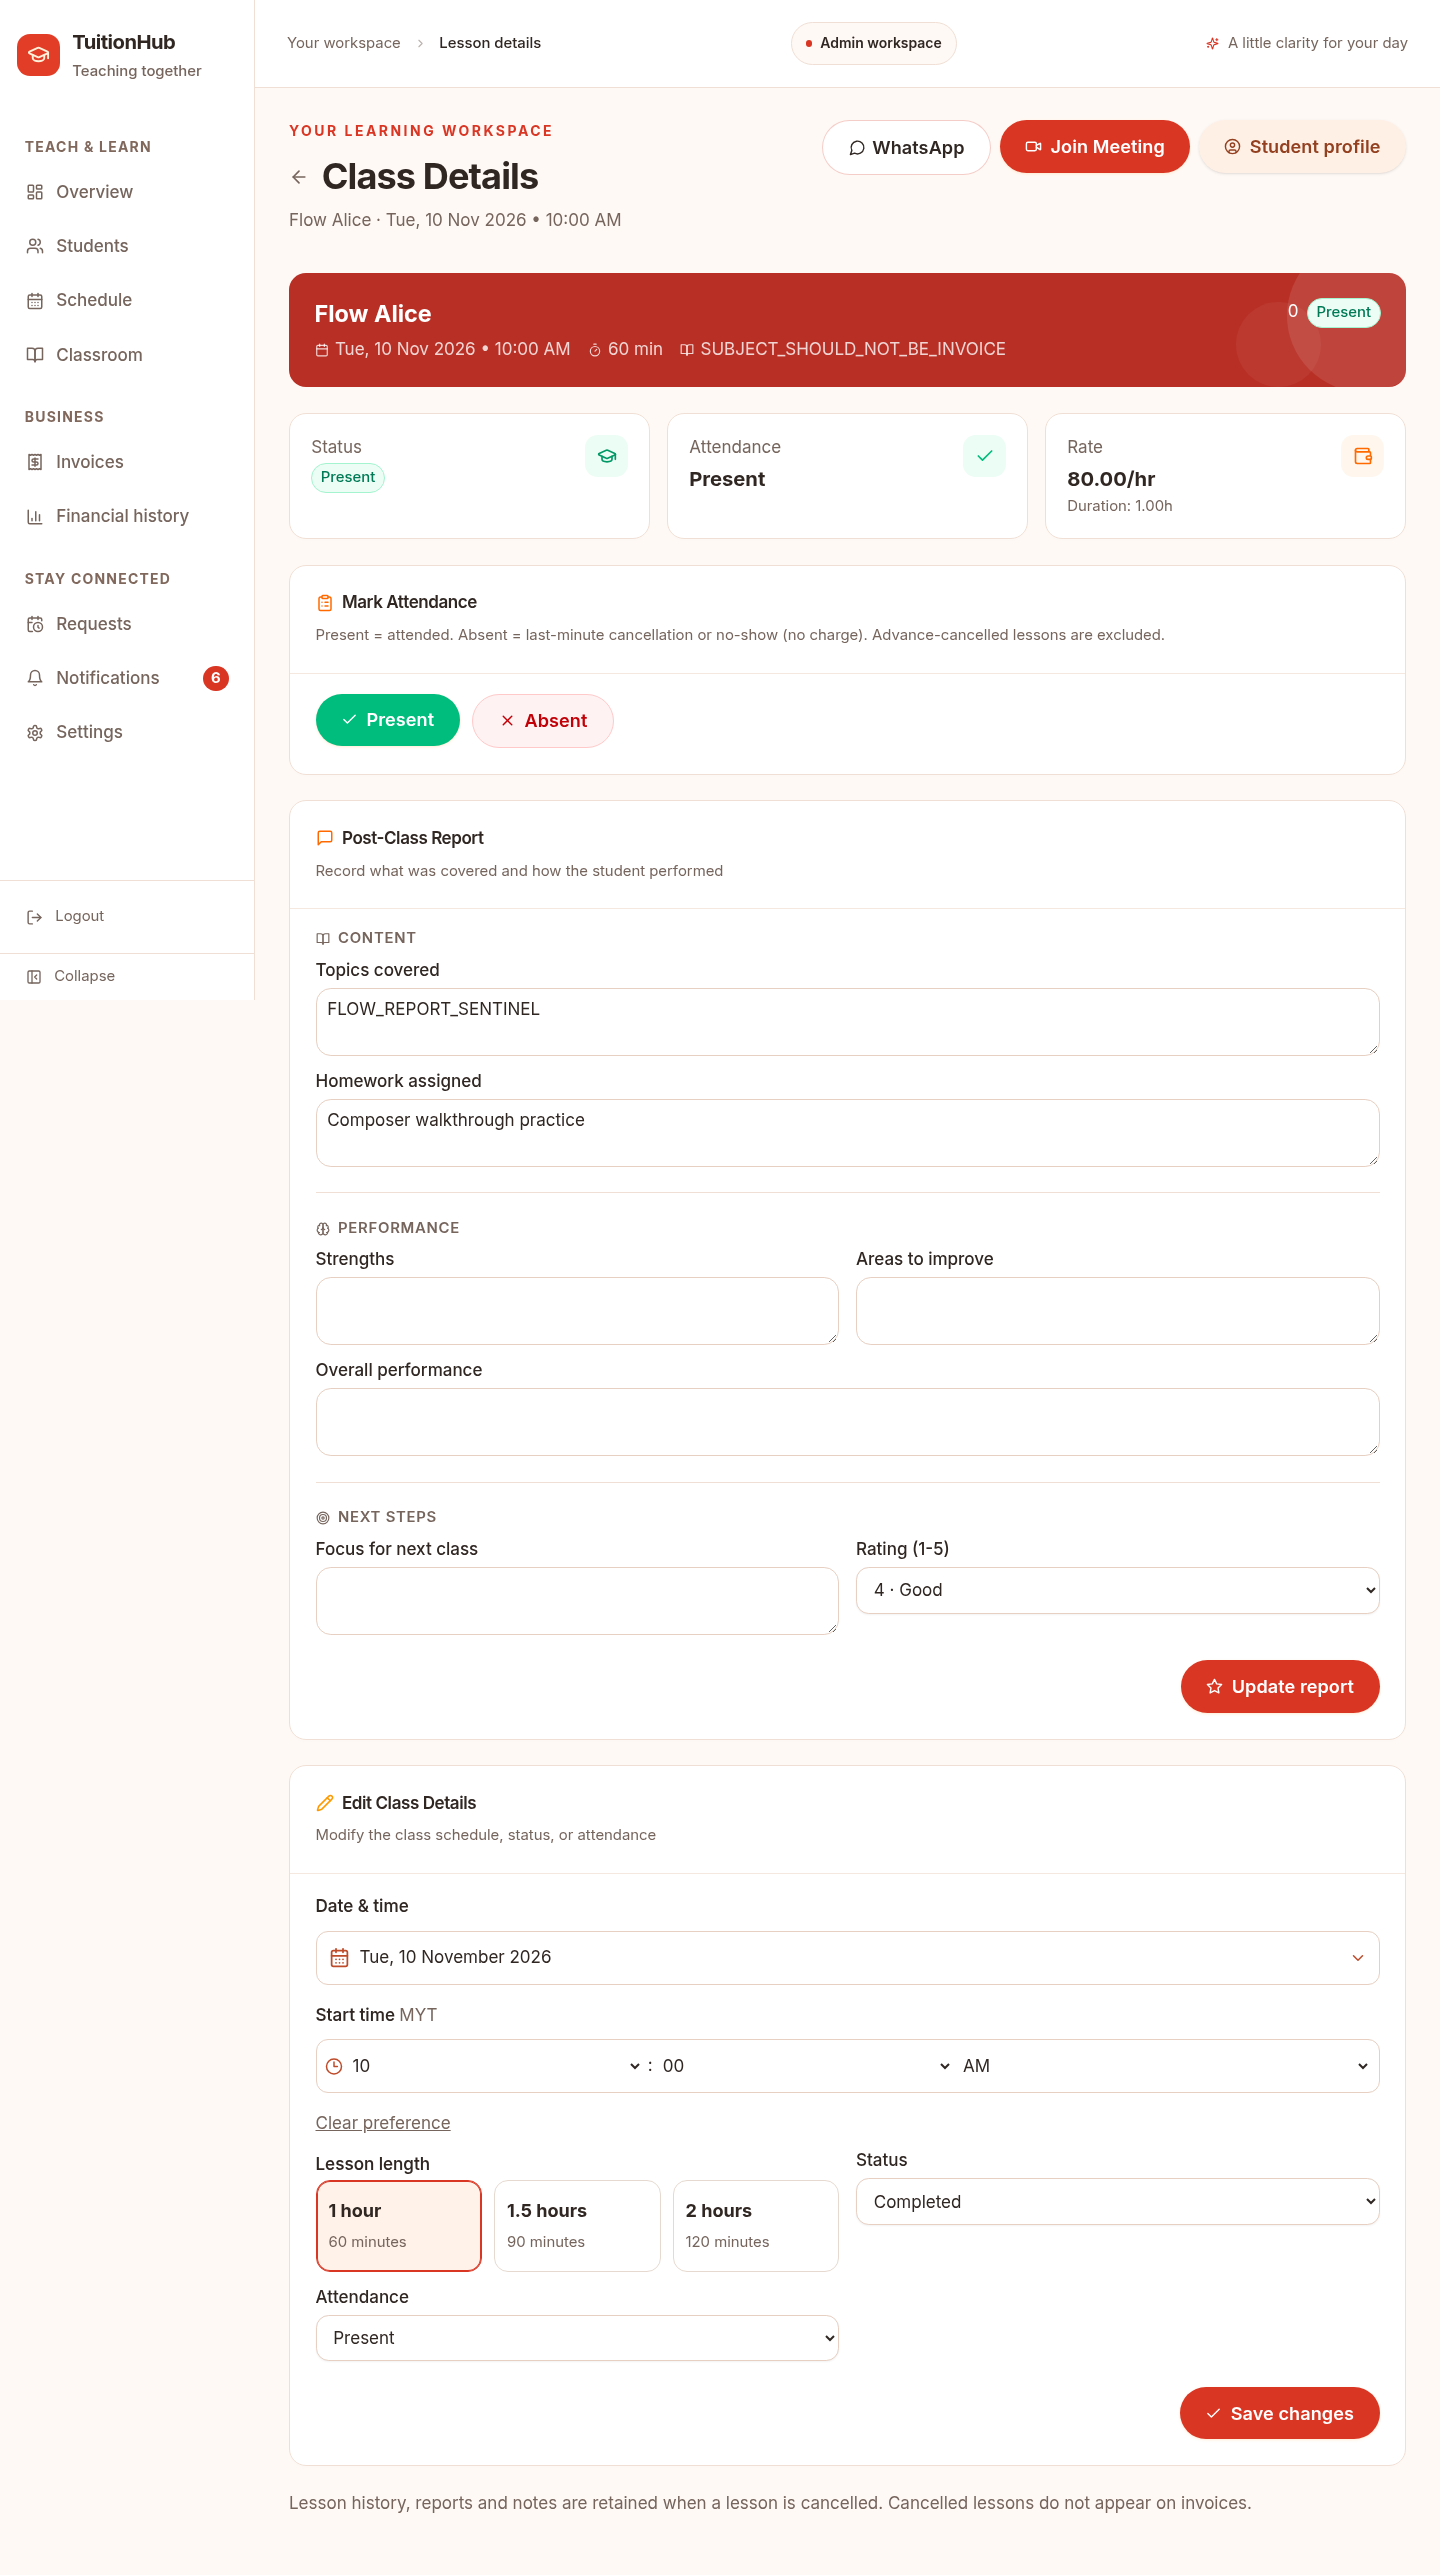 TuitionHub
Teaching together
TEACH & LEARN
Overview
Students
Schedule
Classroom
BUSINESS
Invoices
Financial history
STAY CONNECTED
Requests
Notifications 6
Settings
Logout
Collapse
Your workspace › Lesson details
Admin workspace
A little clarity for your day
YOUR LEARNING WORKSPACE
Class Details
Flow Alice · Tue, 10 Nov 2026 • 10:00 AM
WhatsApp
Join Meeting
Student profile
Flow Alice
0 Present
Tue, 10 Nov 2026 • 10:00 AM 60 min SUBJECT_SHOULD_NOT_BE_INVOICE
Status
Present
Attendance
Present
Rate
80.00/hr
Duration: 1.00h
Mark Attendance
Present = attended. Absent = last-minute cancellation or no-show (no charge). Advance-cancelled lessons are excluded.
Present
Absent
Post-Class Report
Record what was covered and how the student performed
CONTENT
Topics covered
FLOW_REPORT_SENTINEL
Homework assigned
Composer walkthrough practice
PERFORMANCE
Strengths
Areas to improve
Overall performance
NEXT STEPS
Focus for next class
Rating (1-5)
4 · Good
Update report
Edit Class Details
Modify the class schedule, status, or attendance
Date & time
Tue, 10 November 2026
Start time MYT
10 : 00 AM
Clear preference
Lesson length
1 hour
60 minutes
1.5 hours
90 minutes
2 hours
120 minutes
Status
Completed
Attendance
Present
Save changes
Lesson history, reports and notes are retained when a lesson is cancelled. Cancelled lessons do not appear on invoices.